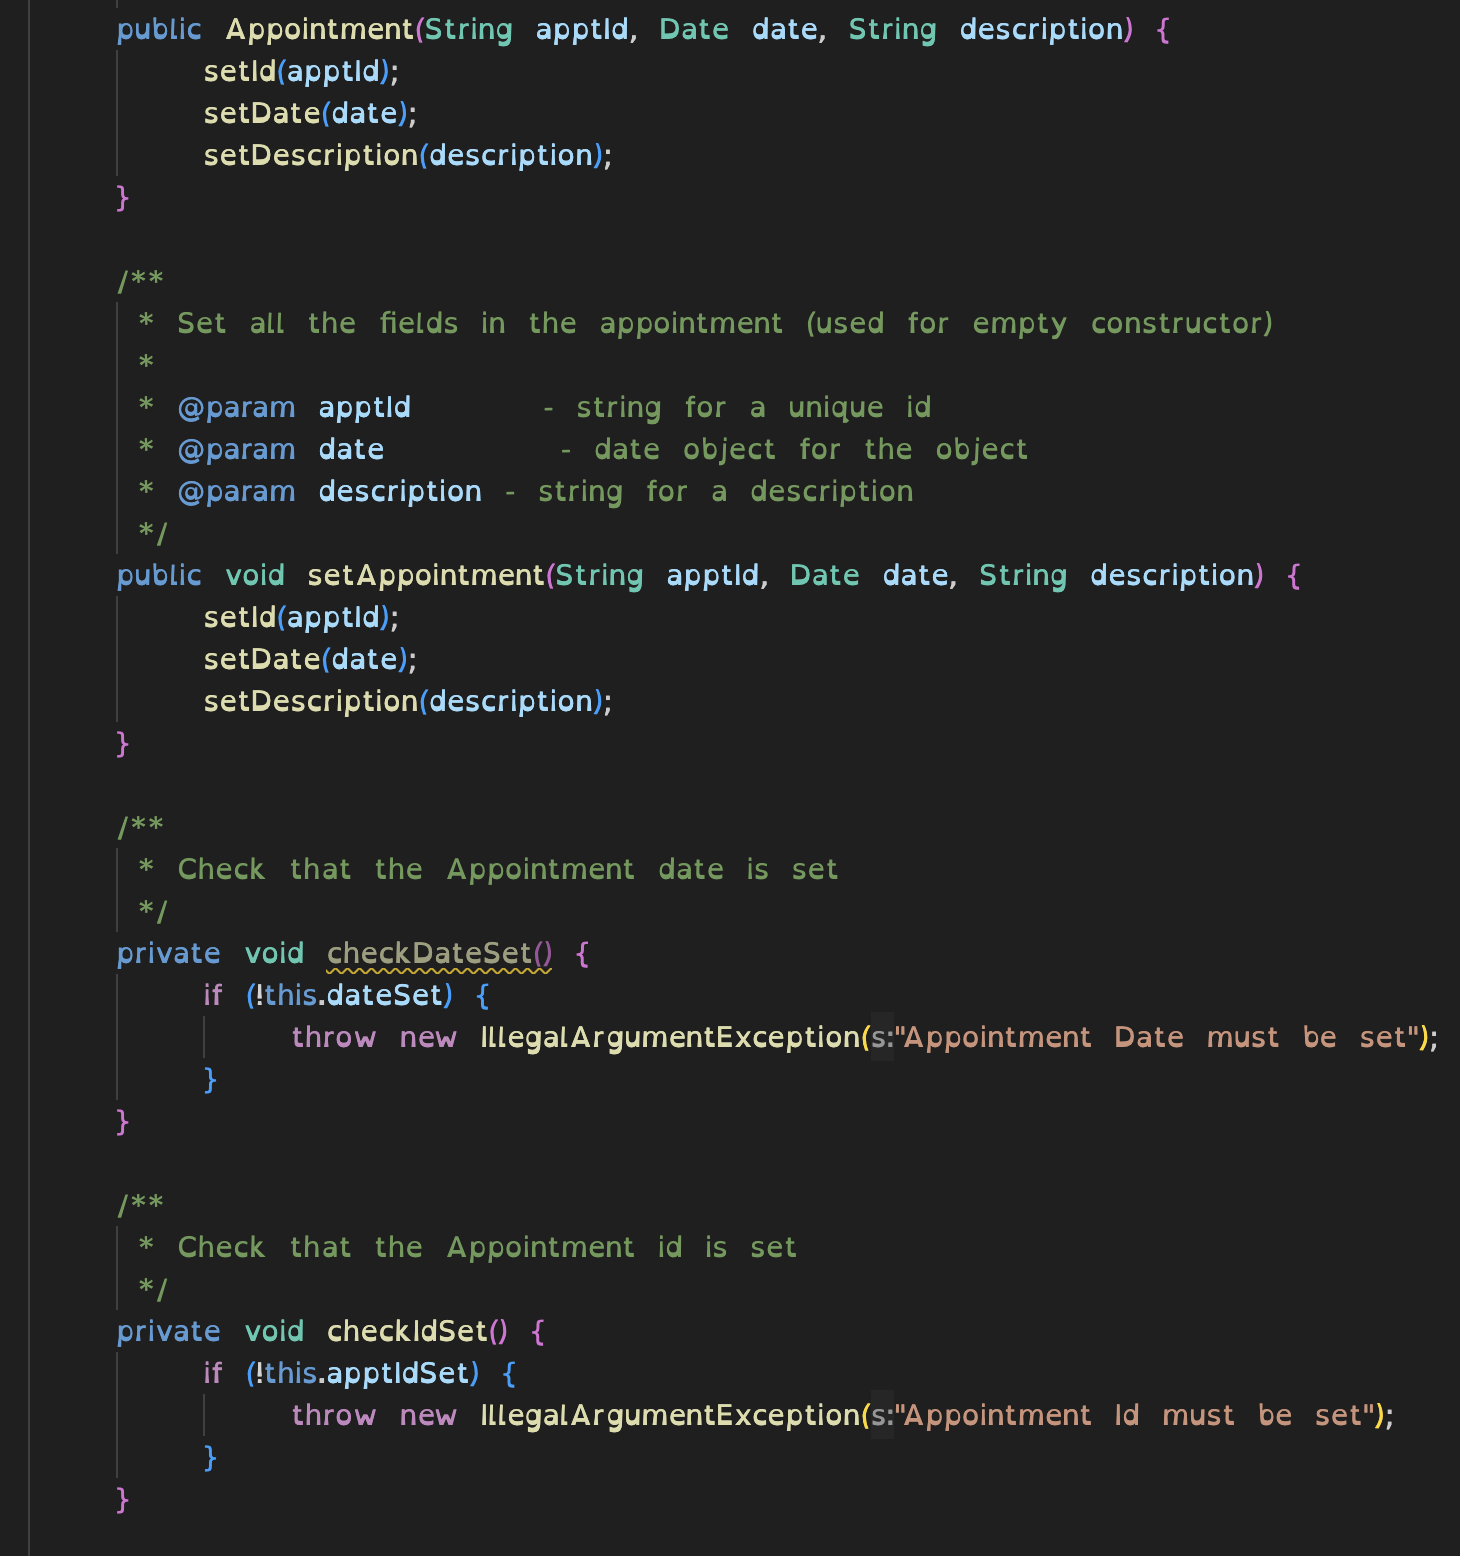 public Appointment(String apptId, Date date, String description) {
setId(apptId);
setDate(date);
setDescription(description);
}
/**
* Set all the fields in the appointment (used for empty constructor)
*
* @param apptId - string for a unique id
* @param date - date object for the object
* @param description - string for a description
*/
public void setAppointment(String apptId, Date date, String description) {
setId(apptId);
setDate(date);
setDescription(description);
}
/**
* Check that the Appointment date is set
*/
private void checkDateSet() {
if (!this.dateSet) {
throw new IllegalArgumentException(s:"Appointment Date must be set");
}
}
/**
* Check that the Appointment id is set
*/
private void checkIdSet() {
if (!this.apptIdSet) {
throw new IllegalArgumentException(s:"Appointment Id must be set");
}
}